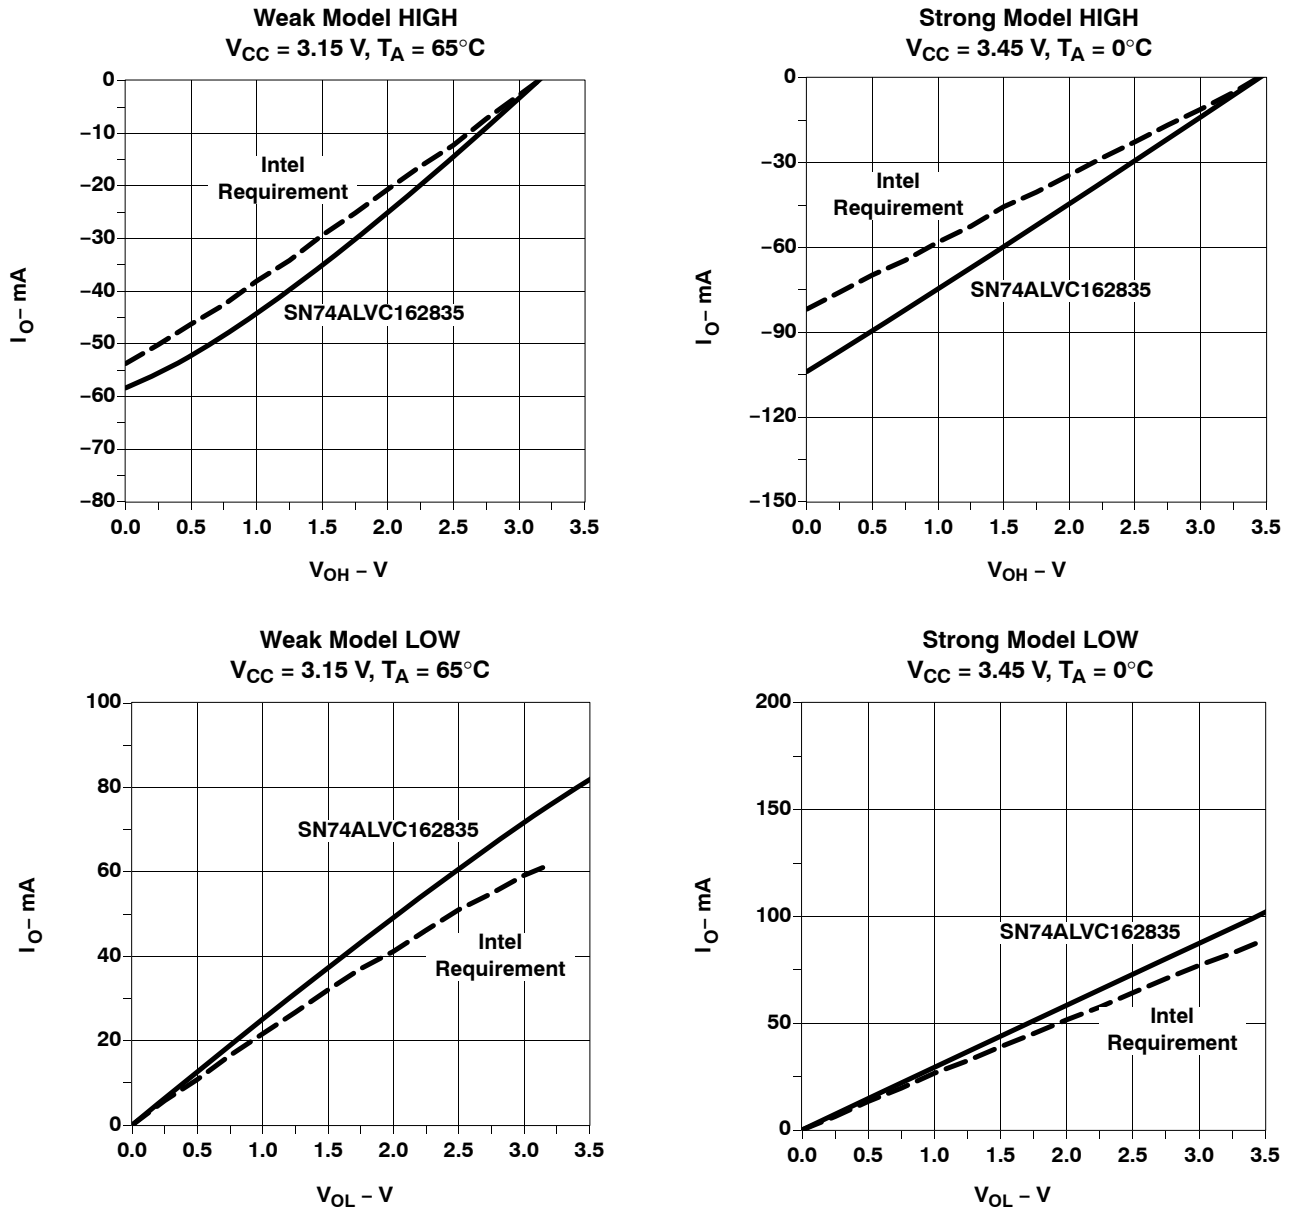 Weak Model HIGH
VCC = 3.15 V, TA = 65°C
0
–10
–20
–30
–40
–50
–60
–70
–80
0.0 0.5 1.0 1.5 2.0 2.5 3.0 3.5
IO– mA
VOH – V
Intel
Requirement
SN74ALVC162835
Strong Model HIGH
VCC = 3.45 V, TA = 0°C
0
–30
–60
–90
–120
–150
0.0 0.5 1.0 1.5 2.0 2.5 3.0 3.5
IO– mA
VOH – V
Intel
Requirement
SN74ALVC162835
Weak Model LOW
VCC = 3.15 V, TA = 65°C
100
80
60
40
20
0
0.0 0.5 1.0 1.5 2.0 2.5 3.0 3.5
IO– mA
VOL – V
SN74ALVC162835
Intel
Requirement
Strong Model LOW
VCC = 3.45 V, TA = 0°C
200
150
100
50
0
0.0 0.5 1.0 1.5 2.0 2.5 3.0 3.5
IO– mA
VOL – V
SN74ALVC162835
Intel
Requirement